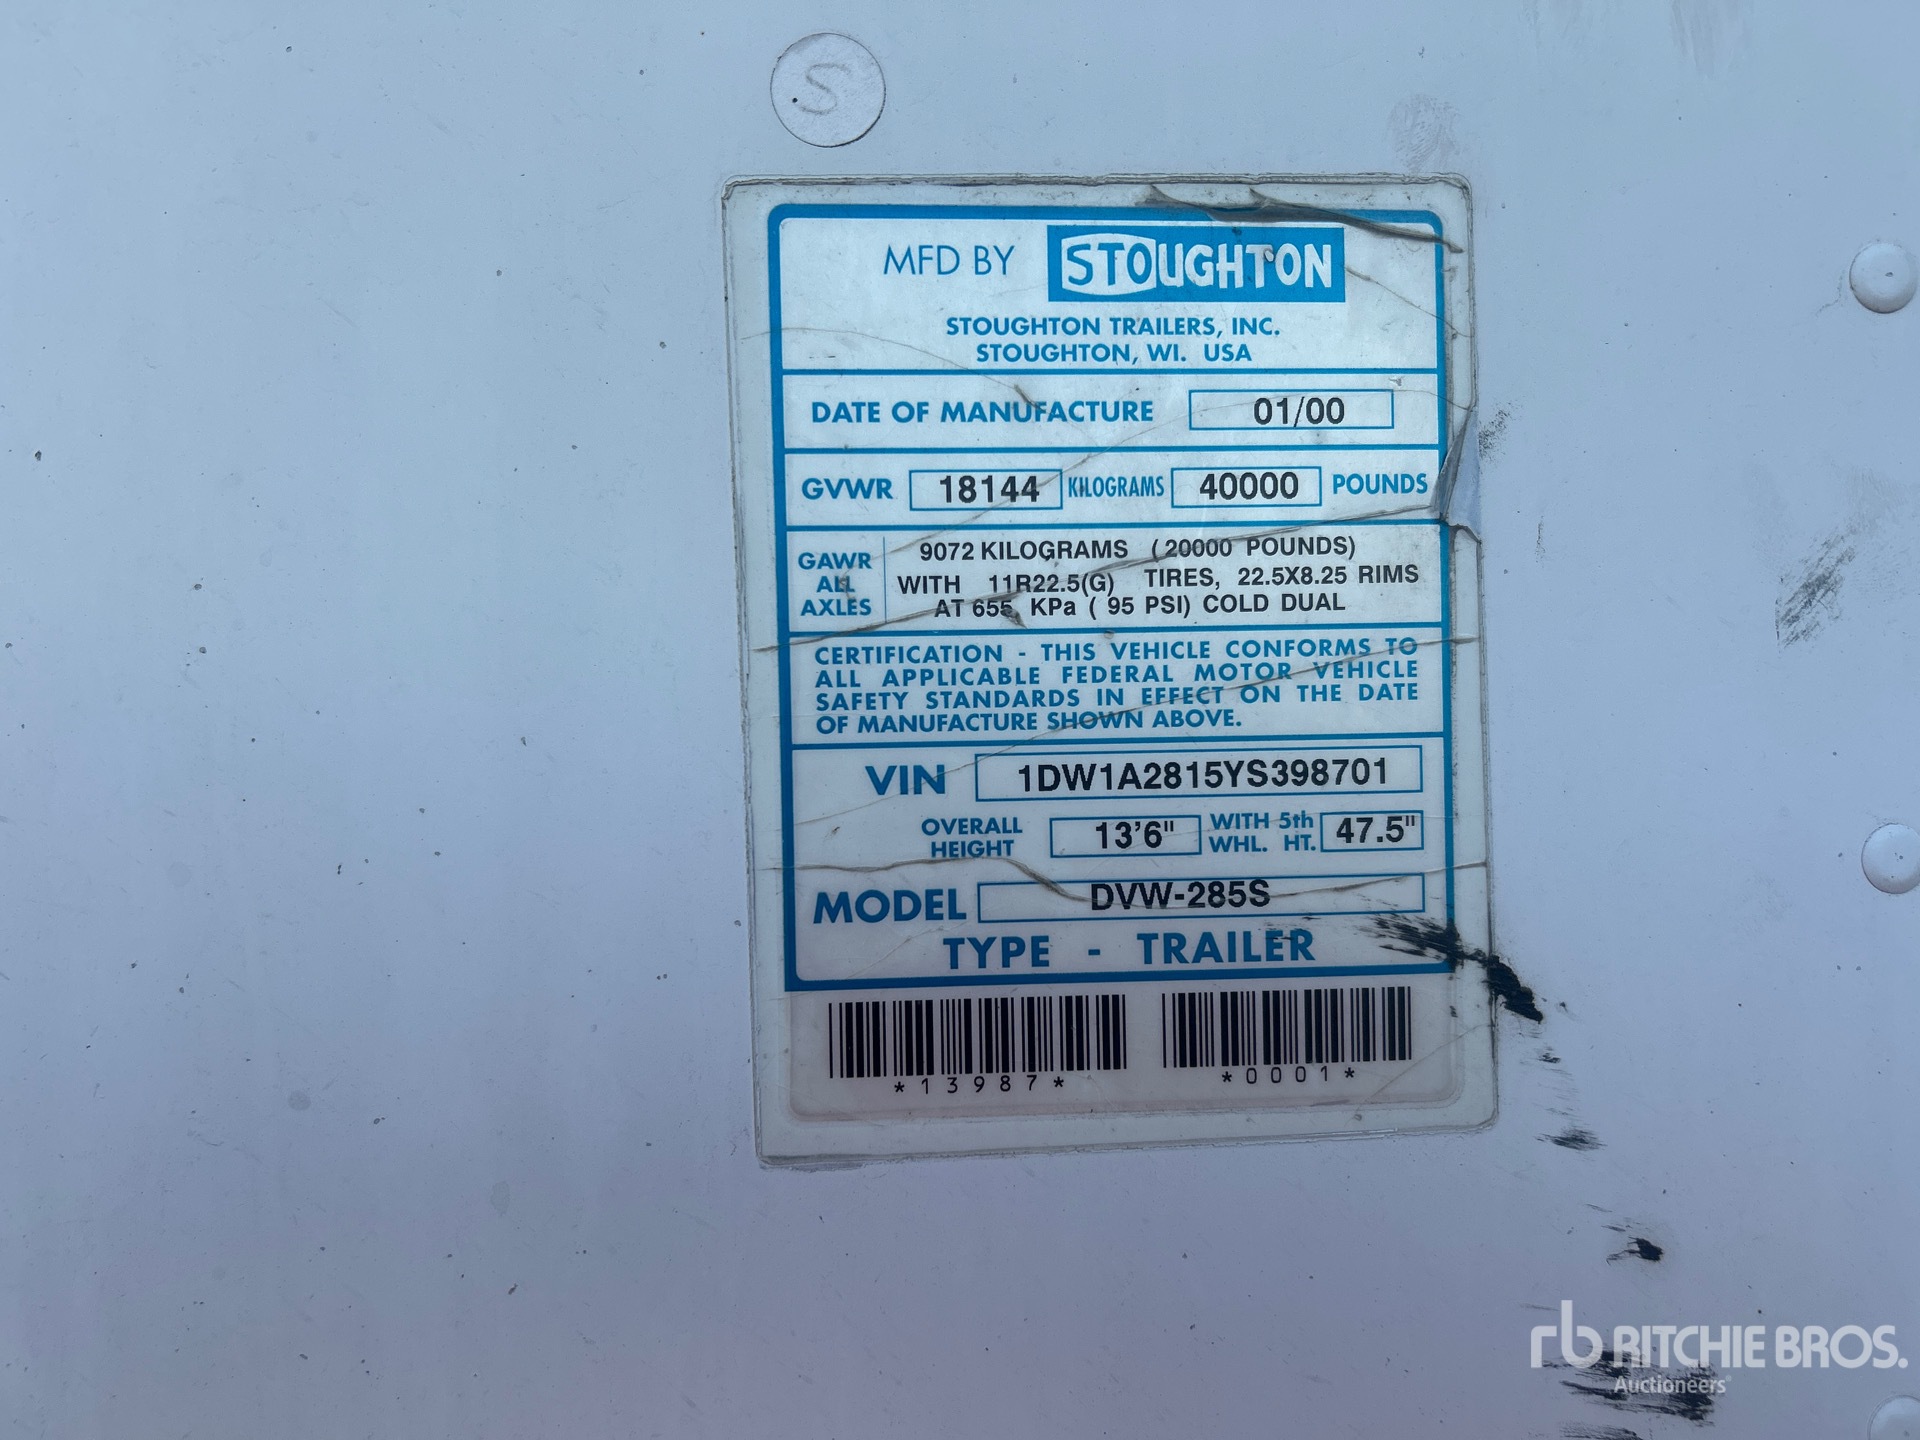 S
MFD BY STOUGHTON
STOUGHTON TRAILERS, INC.
STOUGHTON, WI. USA
DATE OF MANUFACTURE 01/00
GVWR 18144 KILOGRAMS 40000 POUNDS
GAWR ALL AXLES
9072 KILOGRAMS (20000 POUNDS)
WITH 11R22.5(G) TIRES, 22.5X8.25 RIMS
AT 655 KPa ( 95 PSI) COLD DUAL
CERTIFICATION - THIS VEHICLE CONFORMS TO
ALL APPLICABLE FEDERAL MOTOR VEHICLE
SAFETY STANDARDS IN EFFECT ON THE DATE
OF MANUFACTURE SHOWN ABOVE.
VIN 1DW1A2815YS398701
OVERALL HEIGHT 13'6" WITH 5th WHL. HT. 47.5"
MODEL DVW-285S
TYPE - TRAILER
*13987* *0001*
rb RITCHIE BROS.
Auctioneers